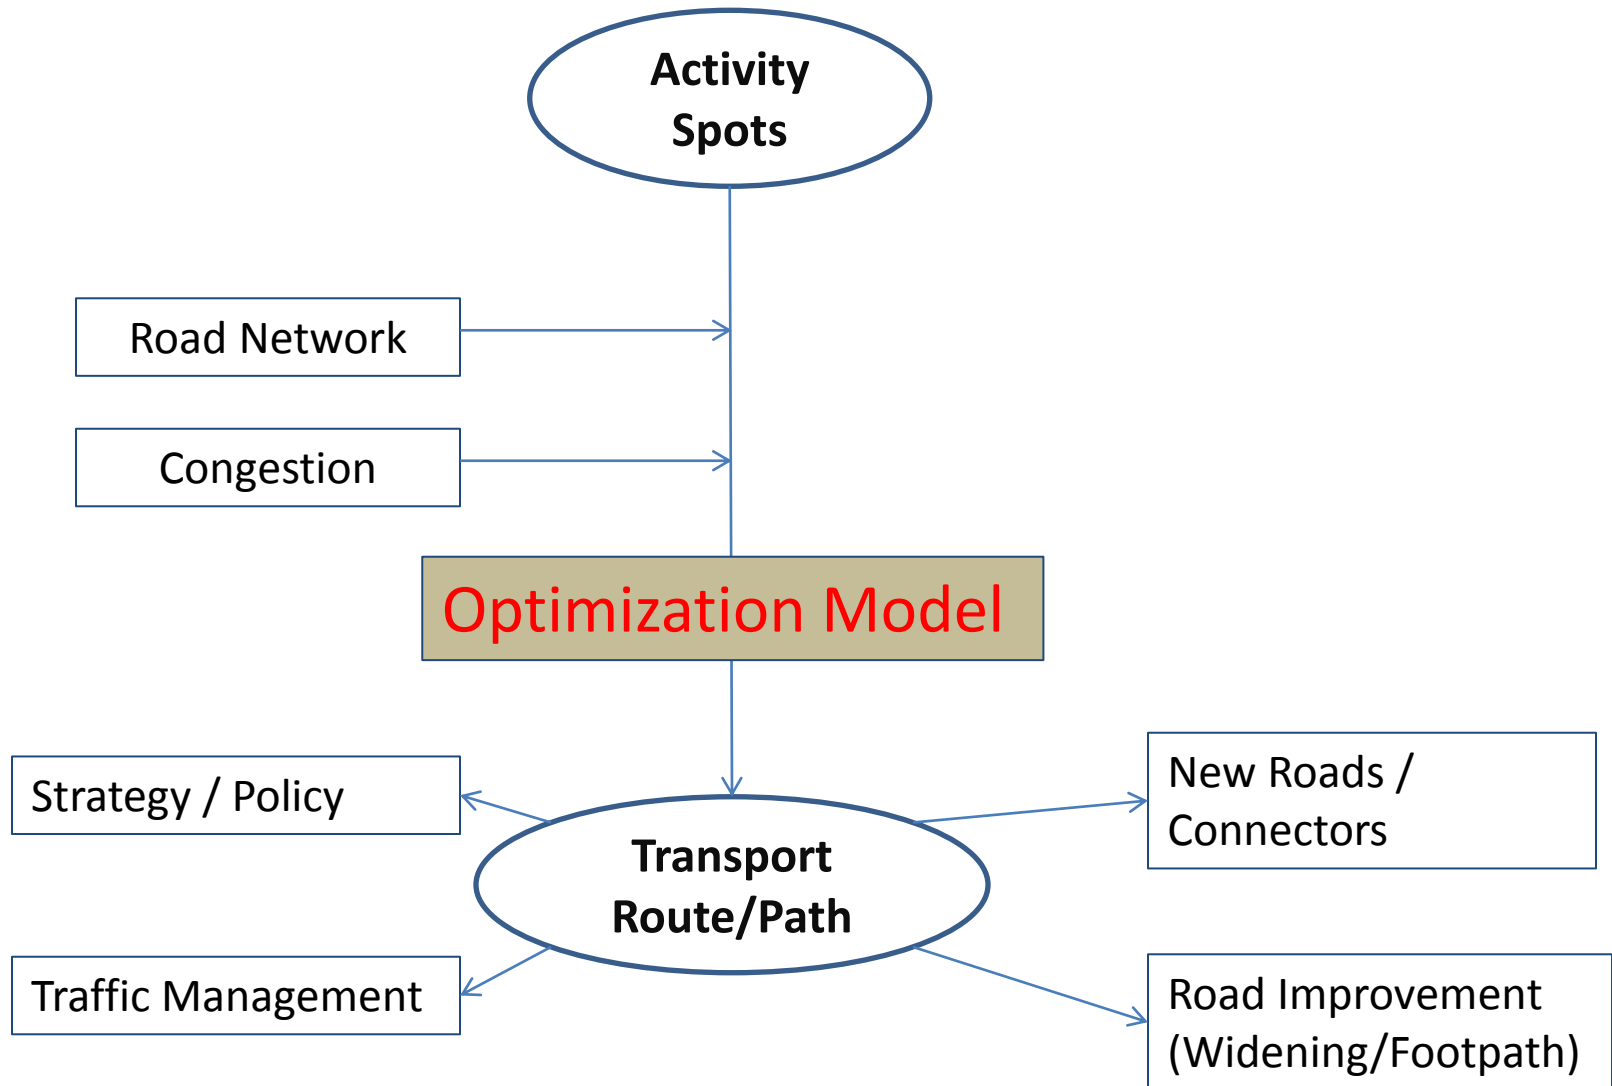 Activity
Spots
Road Network
Congestion
Optimization Model
Strategy / Policy
New Roads /
Connectors
Transport
Route/Path
Traffic Management
Road Improvement
(Widening/Footpath)